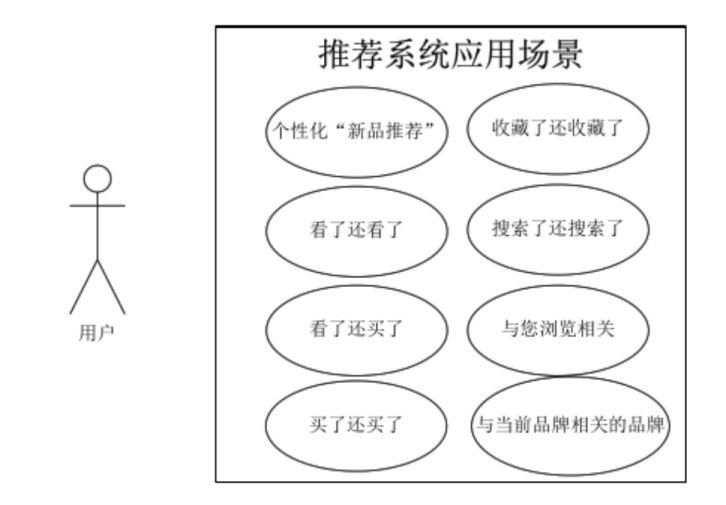 推荐系统应用场景
个性化“新品推荐”
收藏了还收藏了
看了还看了
搜索了还搜索了
看了还买了
与您浏览相关
买了还买了
与当前品牌相关的品牌
用户